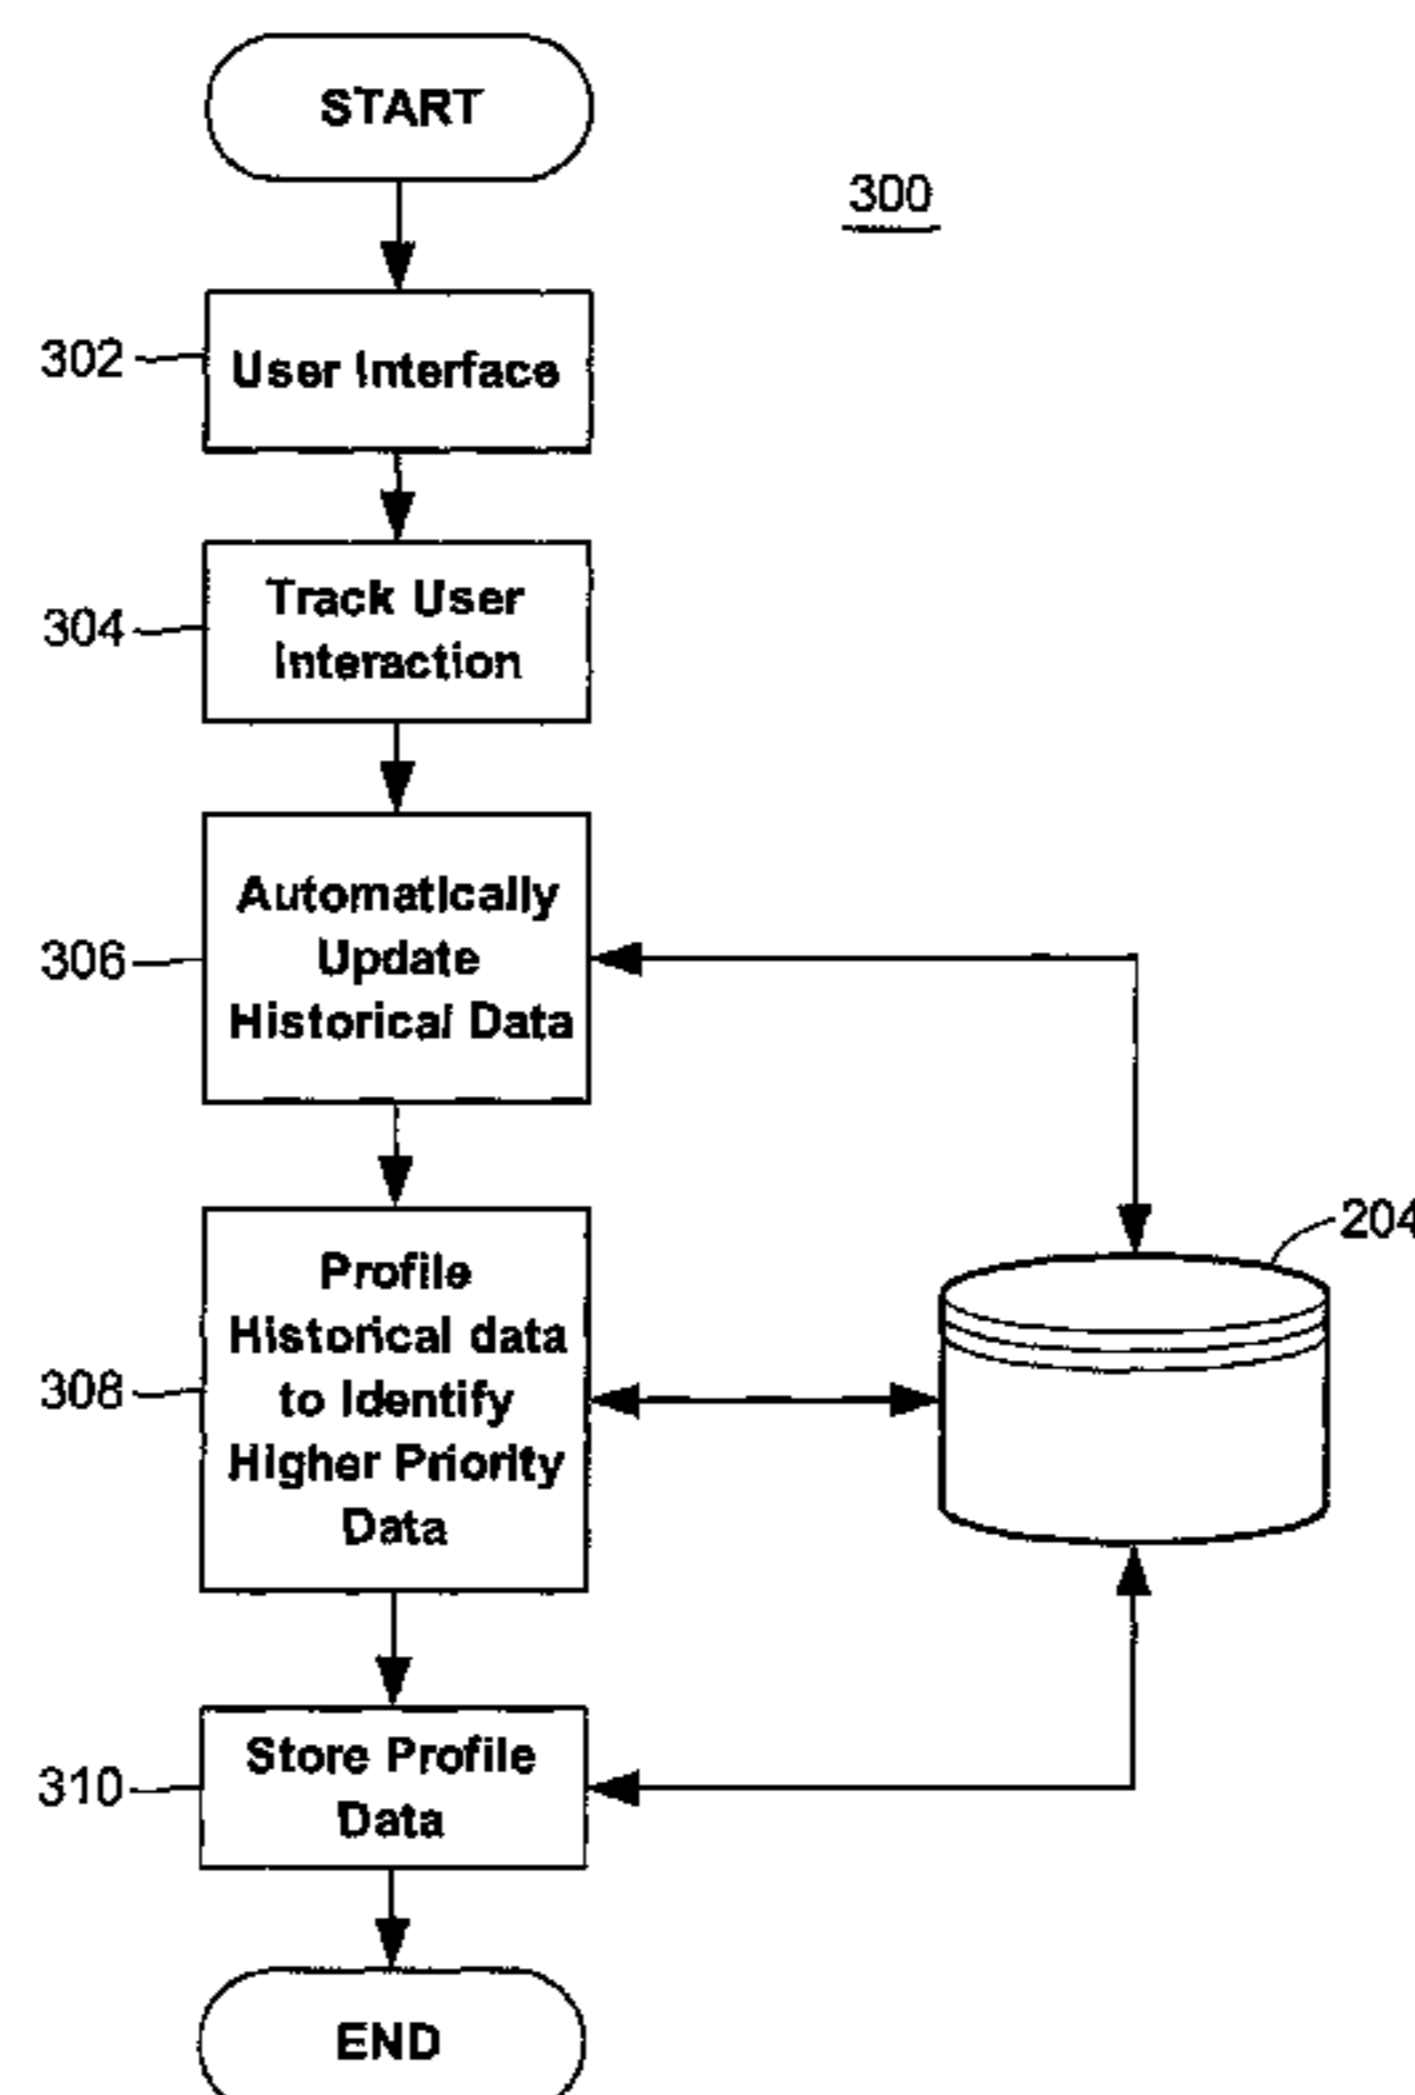 START
300
302
User Interface
304
Track User
Interaction
306
Automatically
Update
Historical Data
308
Profile
Historical data
to Identify
Higher Priority
Data
204
310
Store Profile
Data
END